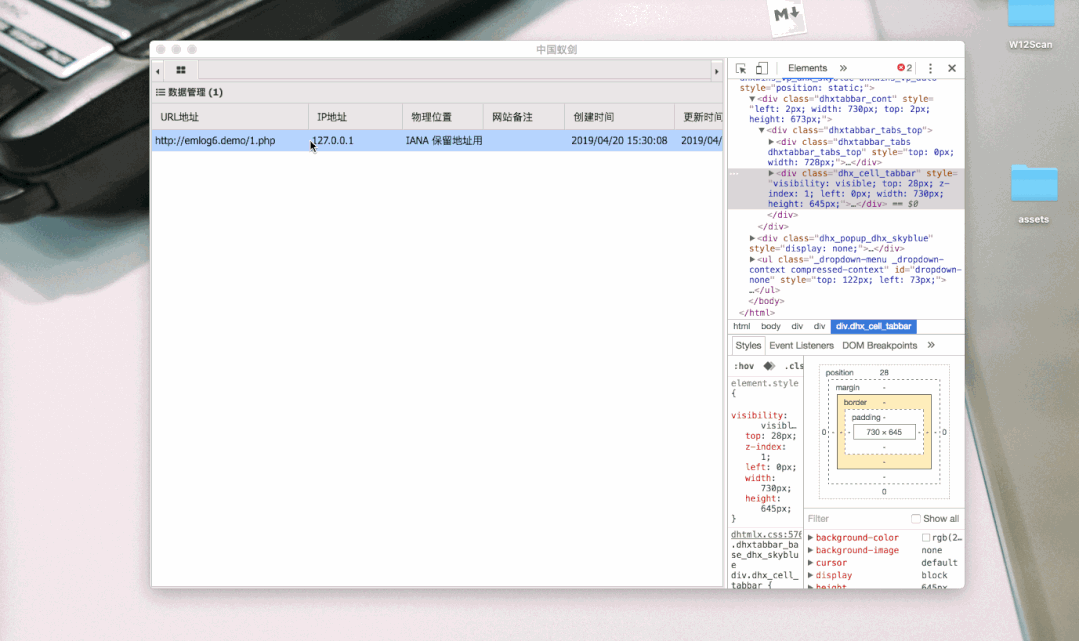 M↓
W12Scan
assets
中国蚁剑
数据管理 (1)
URL地址 IP地址 物理位置 网站备注 创建时间 更新时间
http://emlog6.demo/1.php 127.0.0.1 IANA 保留地址用 2019/04/20 15:30:08 2019/04/
Elements » 2
style="position: static;">
▼<div class="dhxtabbar_cont" style=
"left: 2px; width: 730px; top: 2px;
height: 673px;">
▼<div class="dhxtabbar_tabs_top">
▶<div class="dhxtabbar_tabs
dhxtabbar_tabs_top" style="top: 0px;
width: 728px;">…</div>
… ▶<div class="dhx_cell_tabbar" style=
"visibility: visible; top: 28px; z-
index: 1; left: 0px; width: 730px;
height: 645px;">…</div> == $0
</div>
</div>
▶<div class="dhx_popup_dhx_skyblue"
style="display: none;">…</div>
▶<ul class="_dropdown-menu _dropdown-
context compressed-context" id="dropdown-
none" style="top: 122px; left: 73px;">
…</ul>
</body>
</html>
html body div div div.dhx_cell_tabbar
Styles Event Listeners DOM Breakpoints »
:hov .cls
element.style
{
visibility:
visibl…
top: 28px;
z-index:
1;
left: 0px;
width:
730px;
height:
645px;
}
dhtmlx.css:576
.dhxtabbar_ba
se_dhx_skyblu
e
div.dhx_cell_
tabbar {
position 28
margin -
border -
padding -
0 - - - 730 × 645 - - - 0
-
-
-
0
Filter Show all
▶ background-color rgb(2…
▶ background-image none
▶ cursor default
▶ display block
▶ height 645px